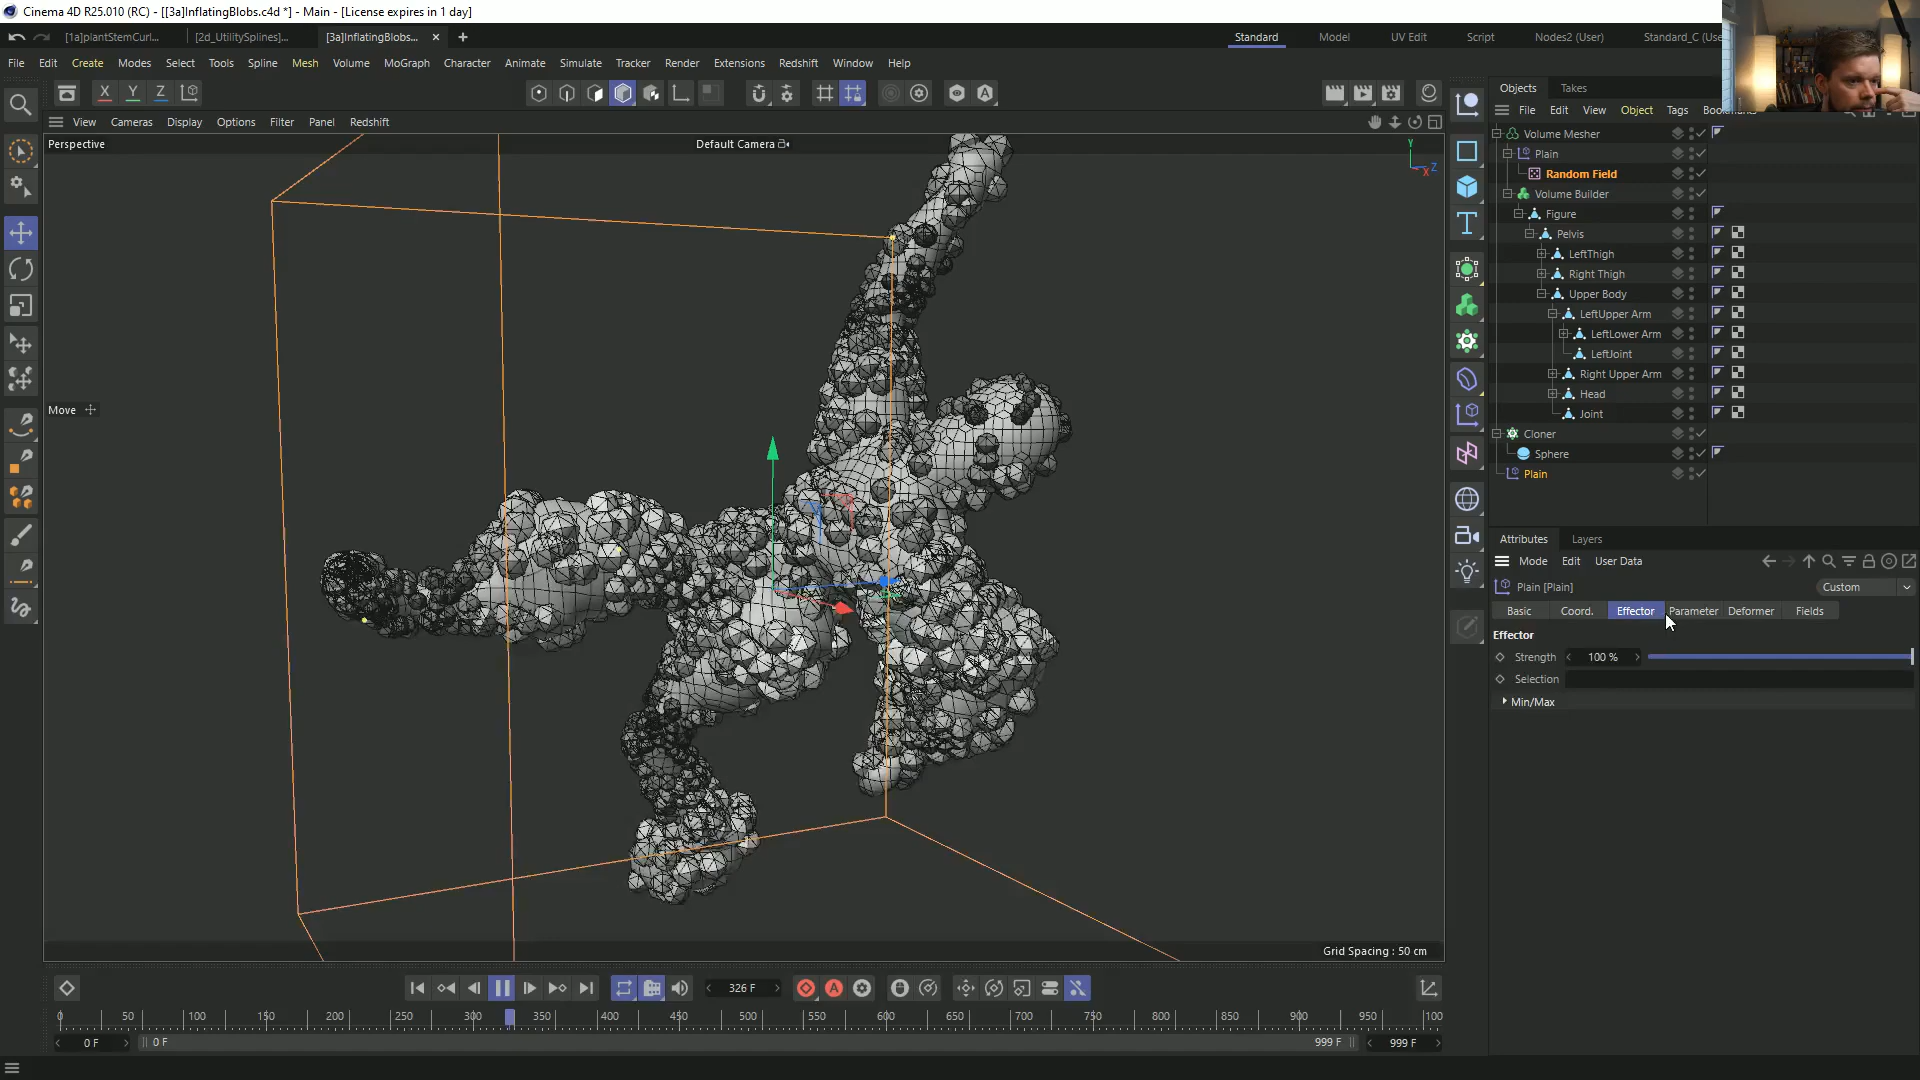 Cinema 4D R25.010 (RC) - [[3a]InflatingBlobs.c4d *] - Main - [License expires in 1 day]
[1a]plantStemCurl... [2d_UtilitySplines]... [3a]InflatingBlobs...
Standard Model UV Edit Script Nodes2 (User) Standard_C (Use
File Edit Create Modes Select Tools Spline Mesh Volume MoGraph Character Animate Simulate Tracker Render Extensions Redshift Window Help
X Y Z
Objects Takes
File Edit View Object Tags
View Cameras Display Options Filter Panel Redshift
Perspective
Default Camera
Y
X Z
Move
Grid Spacing : 50 cm
Volume Mesher
Plain
Random Field
Volume Builder
Figure
Pelvis
LeftThigh
Right Thigh
Upper Body
LeftUpper Arm
LeftLower Arm
LeftJoint
Right Upper Arm
Head
Joint
Cloner
Sphere
Plain
Attributes Layers
Mode Edit User Data
Plain [Plain] Custom
Basic Coord. Effector Parameter Deformer Fields
Effector
Strength 100 %
Selection
Min/Max
326 F
0 50 100 150 200 250 300 350 400 450 500 550 600 650 700 750 800 850 900 950 100
0 F 0 F 999 F 999 F